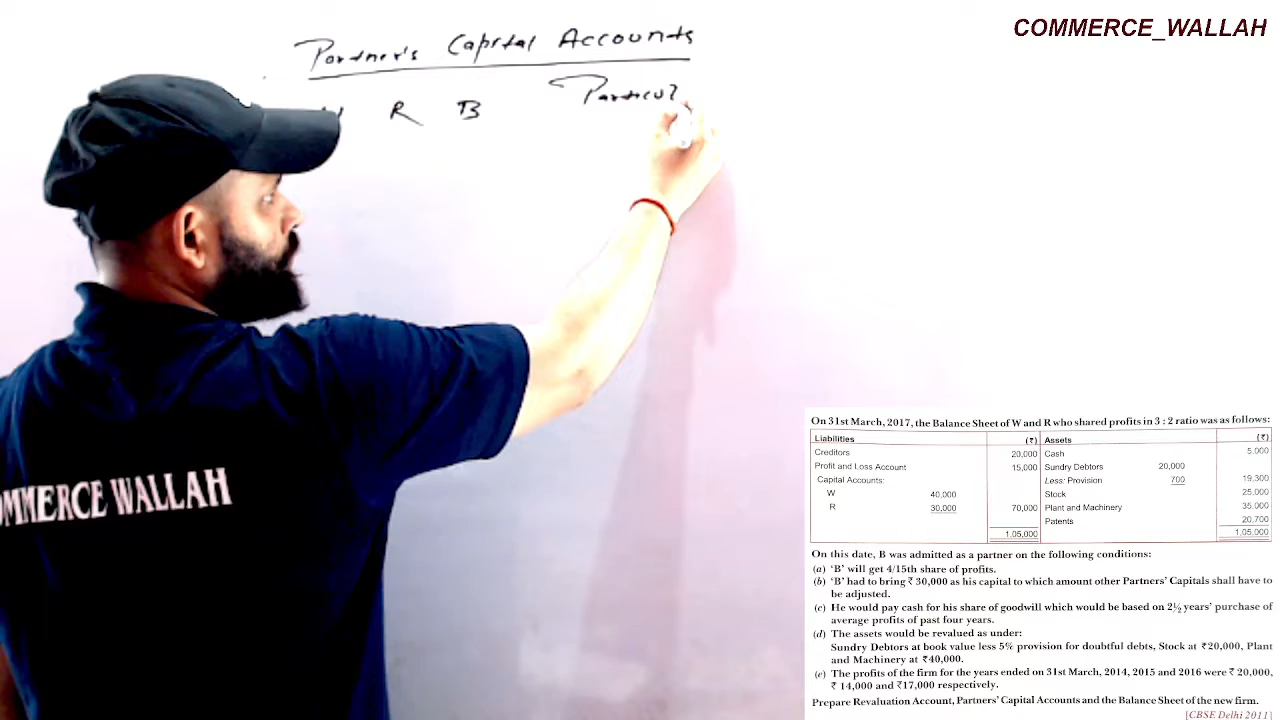 COMMERCE_WALLAH
Partner's Capital Accounts
R B
COMMERCE WALLAH
On 31st March, 2017, the Balance Sheet of W and R who shared profits in 3 : 2 ratio was as follows:
Liabilities (₹) Assets (₹)
Creditors 20,000 Cash 5,000
Profit and Loss Account 15,000 Sundry Debtors 20,000
Capital Accounts: Less: Provision 700 19,300
W 40,000 Stock 25,000
R 30,000 70,000 Plant and Machinery 35,000
Patents 20,700
1,05,000 1,05,000
On this date, B was admitted as a partner on the following conditions:
(a) ‘B’ will get 4/15th share of profits.
(b) ‘B’ had to bring ₹ 30,000 as his capital to which amount other Partners’ Capitals shall have to
be adjusted.
(c) He would pay cash for his share of goodwill which would be based on 2½ years’ purchase of
average profits of past four years.
(d) The assets would be revalued as under:
Sundry Debtors at book value less 5% provision for doubtful debts, Stock at ₹20,000, Plant
and Machinery at ₹40,000.
(e) The profits of the firm for the years ended on 31st March, 2014, 2015 and 2016 were ₹ 20,000,
₹ 14,000 and ₹17,000 respectively.
Prepare Revaluation Account, Partners’ Capital Accounts and the Balance Sheet of the new firm.
[CBSE Delhi 2011]